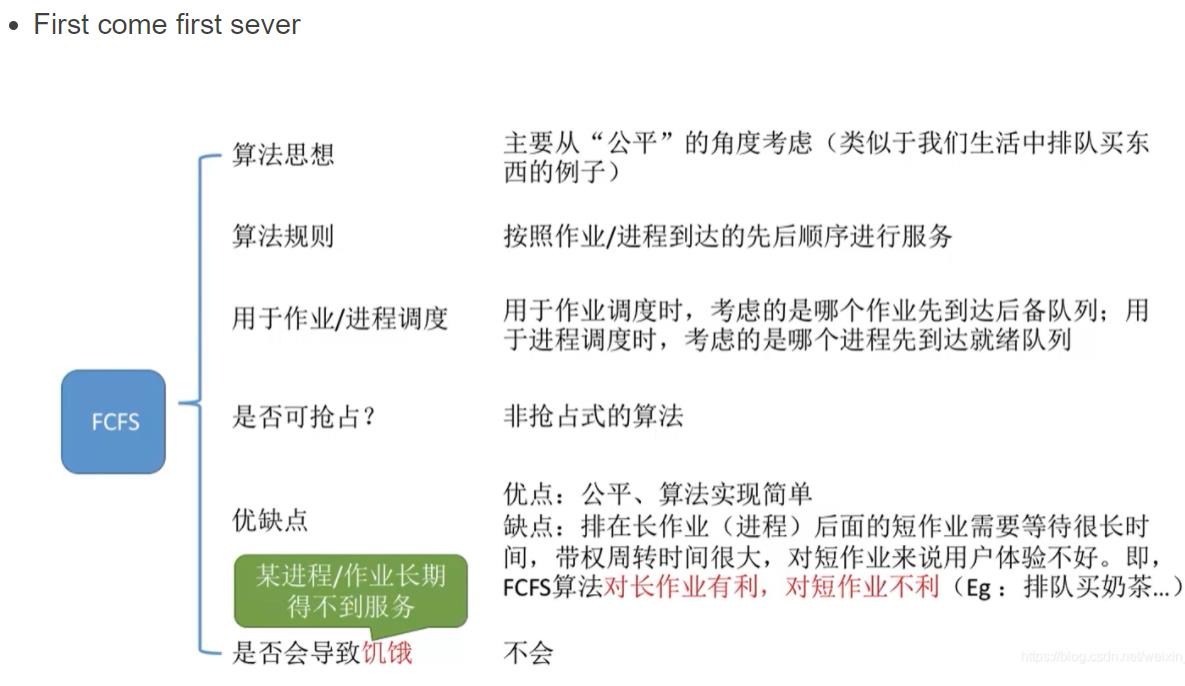 First come first sever
算法思想
主要从“公平”的角度考虑（类似于我们生活中排队买东
西的例子）
算法规则
按照作业/进程到达的先后顺序进行服务
用于作业/进程调度
用于作业调度时，考虑的是哪个作业先到达后备队列；用
于进程调度时，考虑的是哪个进程先到达就绪队列
FCFS
是否可抢占？
非抢占式的算法
优缺点
优点：公平、算法实现简单
缺点：排在长作业（进程）后面的短作业需要等待很长时
间，带权周转时间很大，对短作业来说用户体验不好。即，
FCFS算法对长作业有利，对短作业不利（Eg ：排队买奶茶...）
某进程/作业长期
得不到服务
是否会导致饥饿
不会
https://blog.csdn.net/weixin_